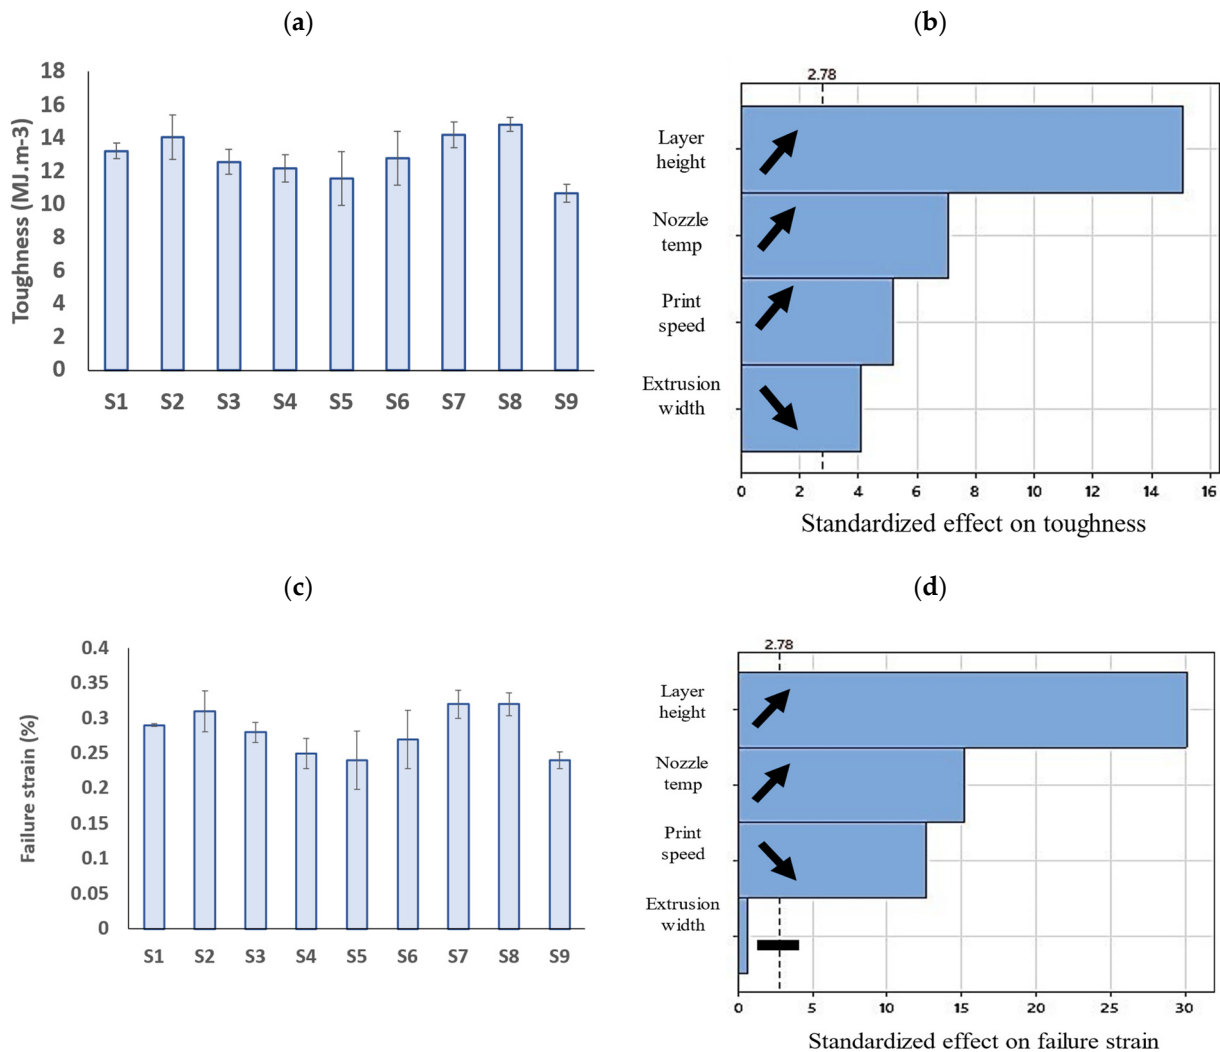 (a)
18
16
14
12
10
8
6
4
2
0
Toughness (MJ.m-3)
S1 S2 S3 S4 S5 S6 S7 S8 S9
(b)
2.78
Layer
height
Nozzle
temp
Print
speed
Extrusion
width
0 2 4 6 8 10 12 14 16
Standardized effect on toughness
(c)
0.4
0.35
0.3
0.25
0.2
0.15
0.1
0.05
0
Failure strain (%)
S1 S2 S3 S4 S5 S6 S7 S8 S9
(d)
2.78
Layer
height
Nozzle
temp
Print
speed
Extrusion
width
0 5 10 15 20 25 30
Standardized effect on failure strain